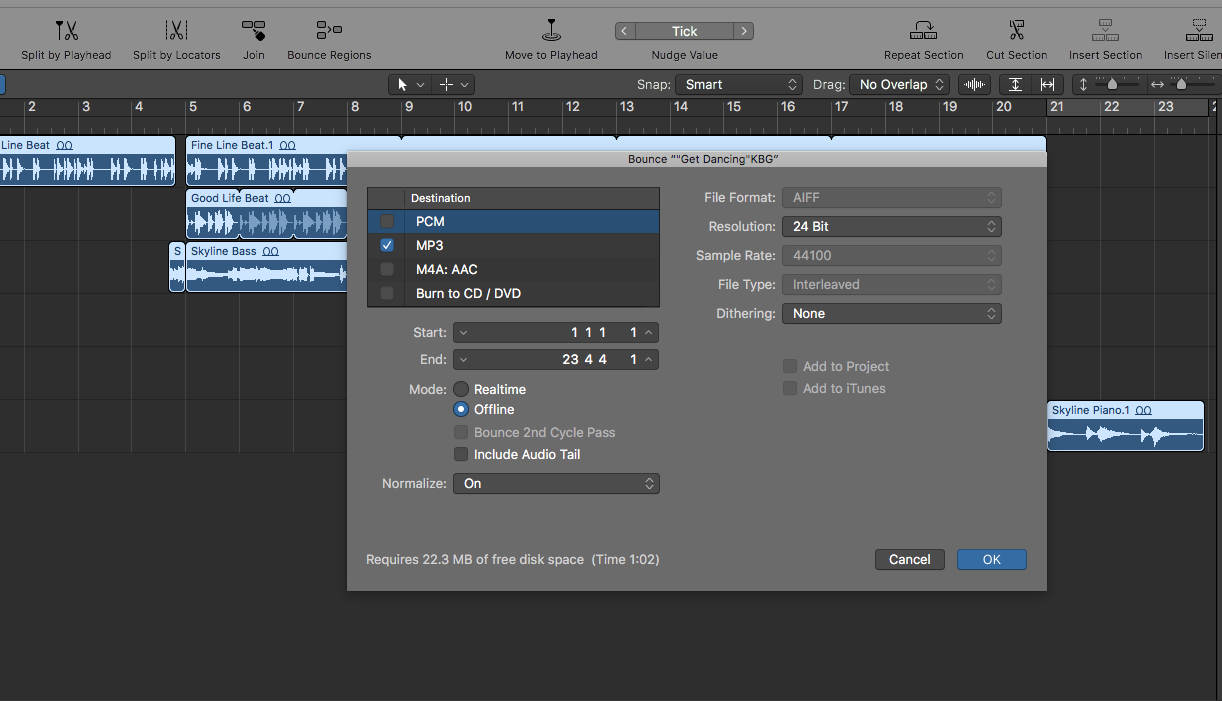 Split by Playhead Split by Locators Join Bounce Regions Move to Playhead Tick Nudge Value Repeat Section Cut Section Insert Section Insert Silen
Snap: Smart Drag: No Overlap
2 3 4 5 6 7 8 9 10 11 12 13 14 15 16 17 18 19 20 21 22 23
Line Beat Fine Line Beat.1
Bounce ""Get Dancing"KBG"
Good Life Beat
S Skyline Bass
Destination
PCM
MP3
M4A: AAC
Burn to CD / DVD
Start: 1 1 1 1
End: 23 4 4 1
Mode: Realtime
Offline
Bounce 2nd Cycle Pass
Include Audio Tail
Normalize: On
File Format: AIFF
Resolution: 24 Bit
Sample Rate: 44100
File Type: Interleaved
Dithering: None
Add to Project
Add to iTunes
Skyline Piano.1
Requires 22.3 MB of free disk space (Time 1:02)
Cancel OK